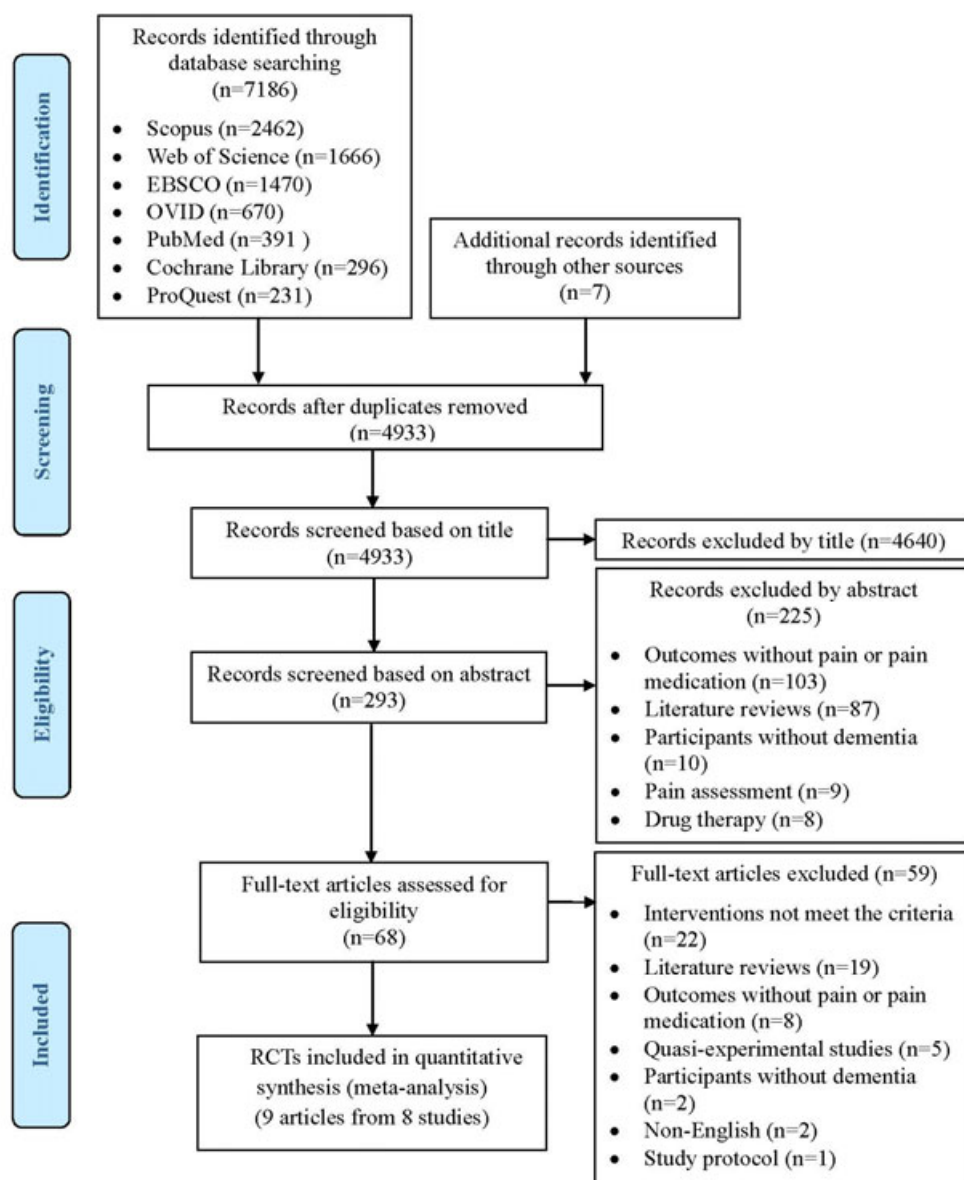 Identification
Records identified through
database searching
(n=7186)
• Scopus (n=2462)
• Web of Science (n=1666)
• EBSCO (n=1470)
• OVID (n=670)
• PubMed (n=391 )
• Cochrane Library (n=296)
• ProQuest (n=231)
Additional records identified
through other sources
(n=7)
Screening
Records after duplicates removed
(n=4933)
Records screened based on title
(n=4933)
Records excluded by title (n=4640)
Eligibility
Records screened based on abstract
(n=293)
Records excluded by abstract
(n=225)
• Outcomes without pain or pain
medication (n=103)
• Literature reviews (n=87)
• Participants without dementia
(n=10)
• Pain assessment (n=9)
• Drug therapy (n=8)
Included
Full-text articles assessed for
eligibility
(n=68)
Full-text articles excluded (n=59)
• Interventions not meet the criteria
(n=22)
• Literature reviews (n=19)
• Outcomes without pain or pain
medication (n=8)
• Quasi-experimental studies (n=5)
• Participants without dementia
(n=2)
• Non-English (n=2)
• Study protocol (n=1)
RCTs included in quantitative
synthesis (meta-analysis)
(9 articles from 8 studies)